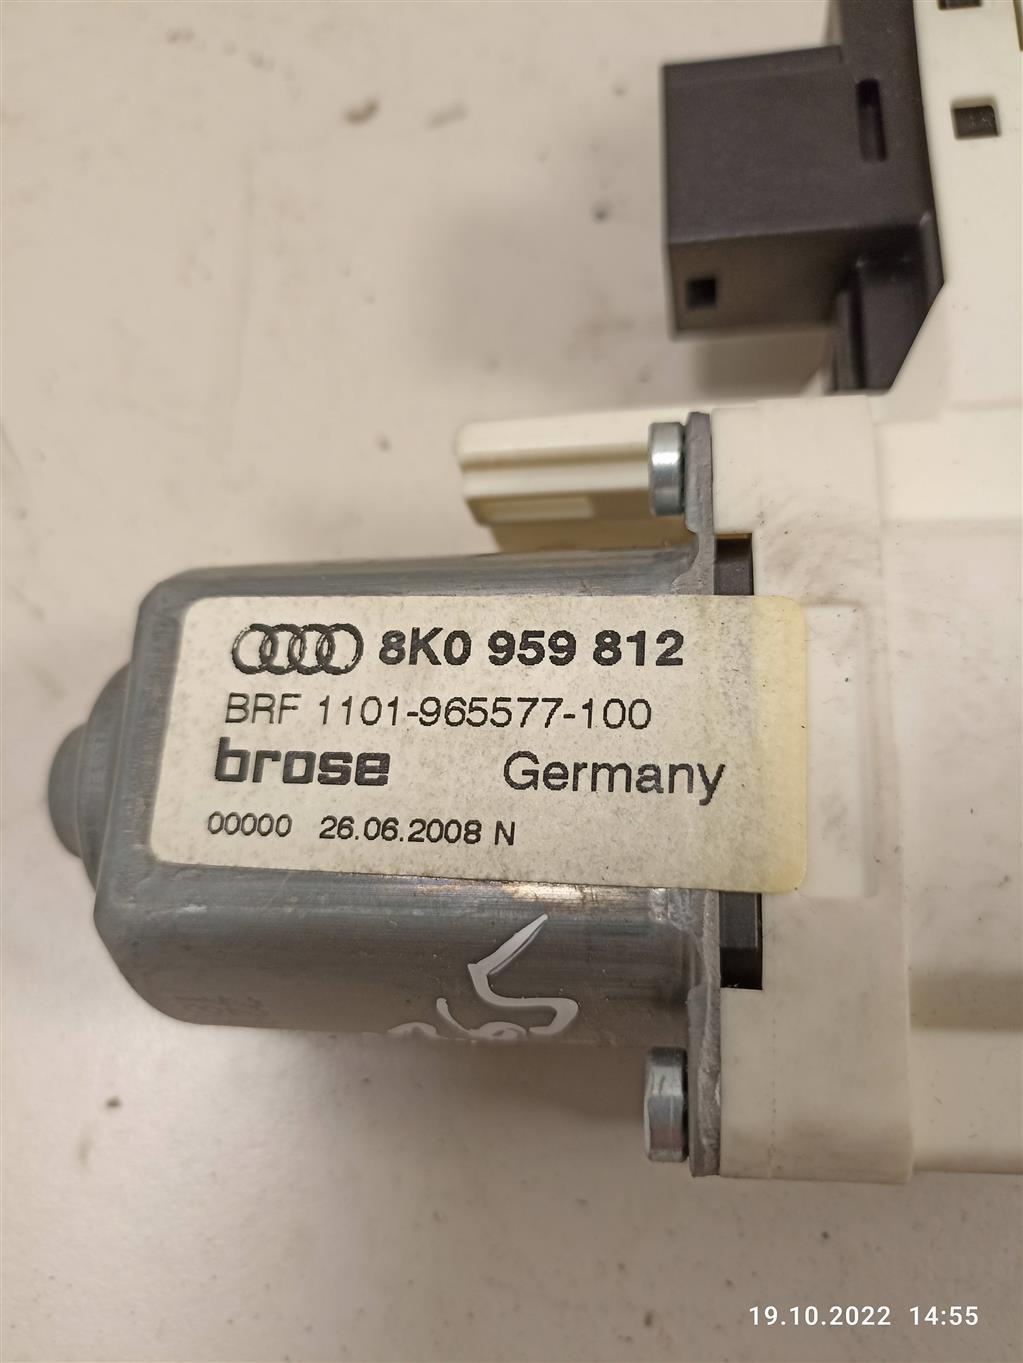 8K0 959 812
BRF 1101-965577-100
brose Germany
00000 26.06.2008 N
19.10.2022 14:55